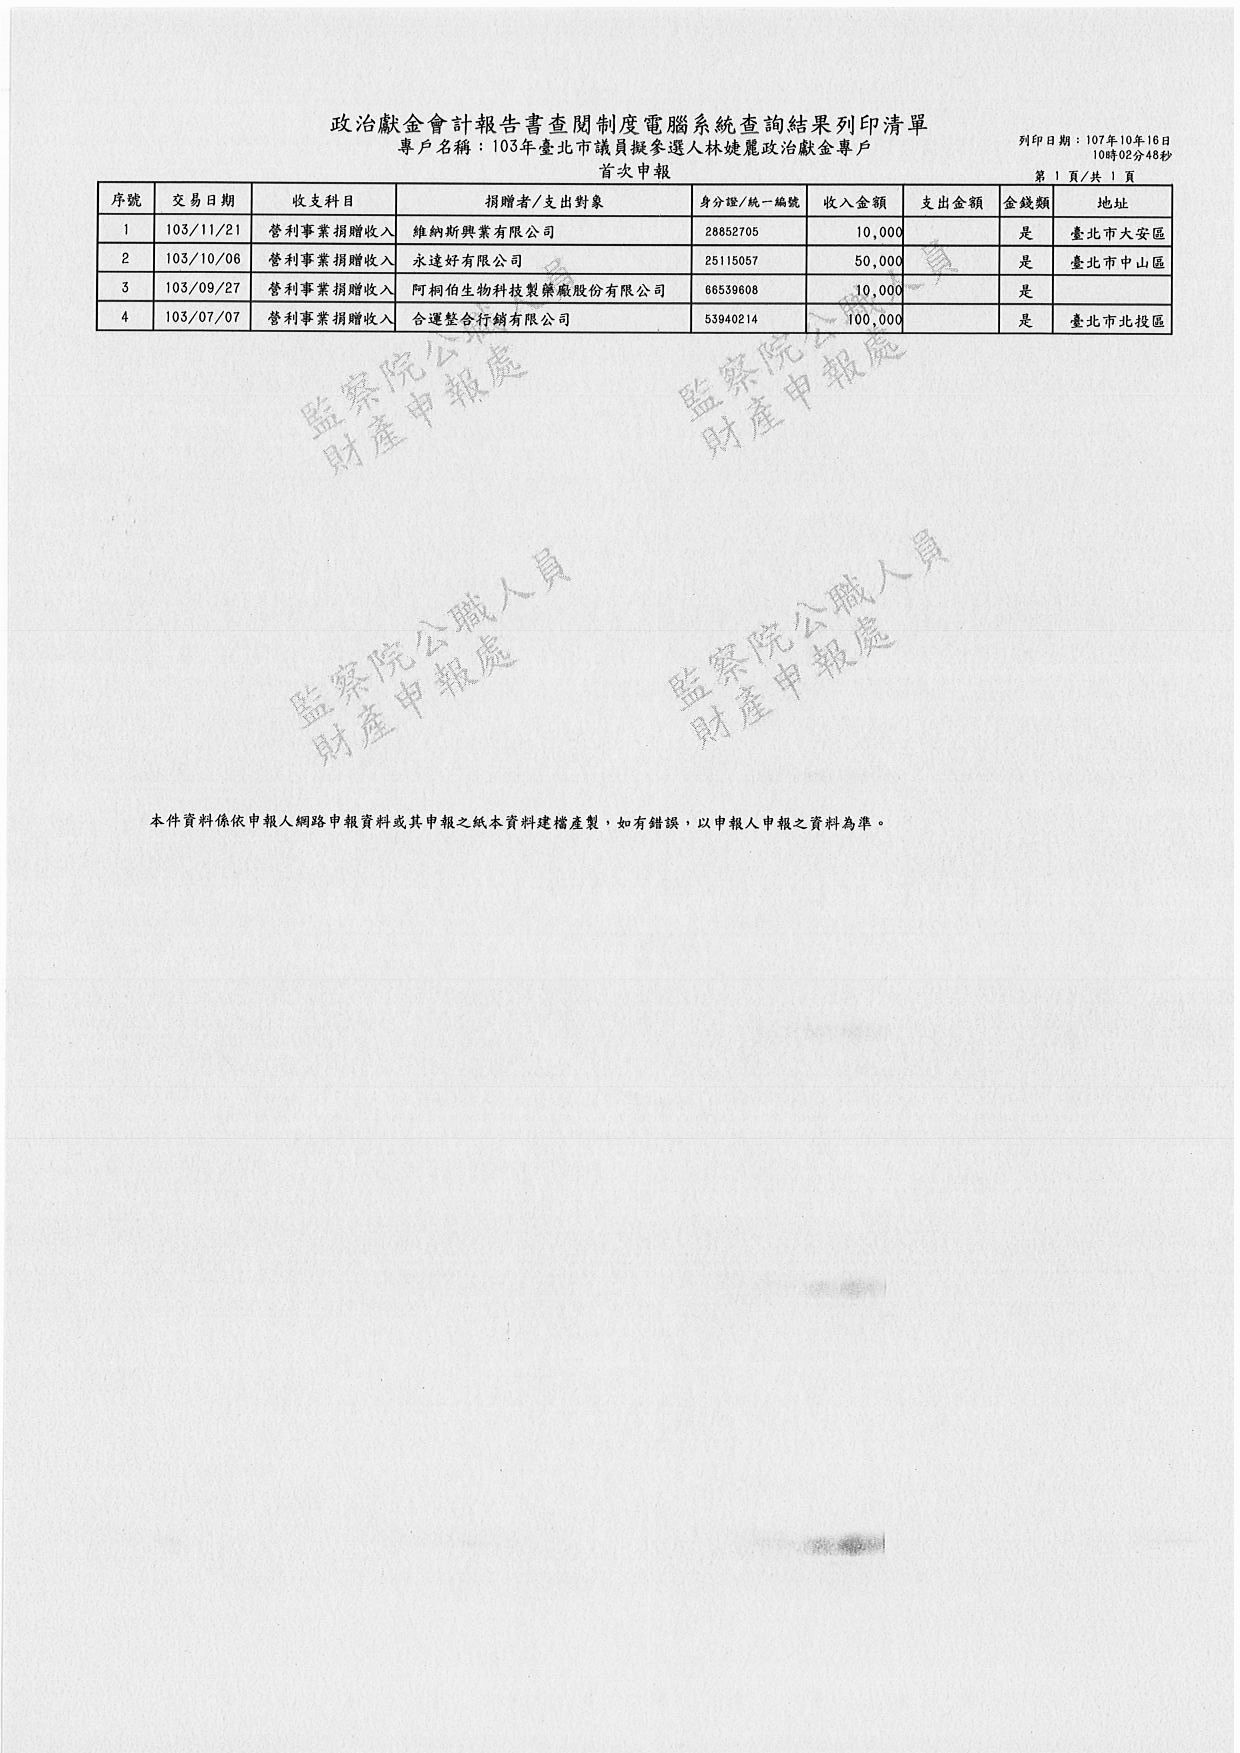 政治獻金會計報告書查閱制度電腦系統查詢結果列印清單
專戶名稱：103年臺北市議員擬參選人林婕麗政治獻金專戶
首次申報
列印日期：107年10月16日
10時02分48秒
第 1 頁/共 1 頁
序號 交易日期 收支科目 捐贈者/支出對象 身分證/統一編號 收入金額 支出金額 金錢類 地址
1 103/11/21 營利事業捐贈收入 維納斯興業有限公司 28852705 10,000 是 臺北市大安區
2 103/10/06 營利事業捐贈收入 永達好有限公司 25115057 50,000 是 臺北市中山區
3 103/09/27 營利事業捐贈收入 阿桐伯生物科技製藥廠股份有限公司 66539608 10,000 是
4 103/07/07 營利事業捐贈收入 合運整合行銷有限公司 53940214 100,000 是 臺北市北投區
監察院公職人員
財產申報處
監察院公職人員
財產申報處
監察院公職人員
財產申報處
監察院公職人員
財產申報處
本件資料係依申報人網路申報資料或其申報之紙本資料建檔產製，如有錯誤，以申報人申報之資料為準。